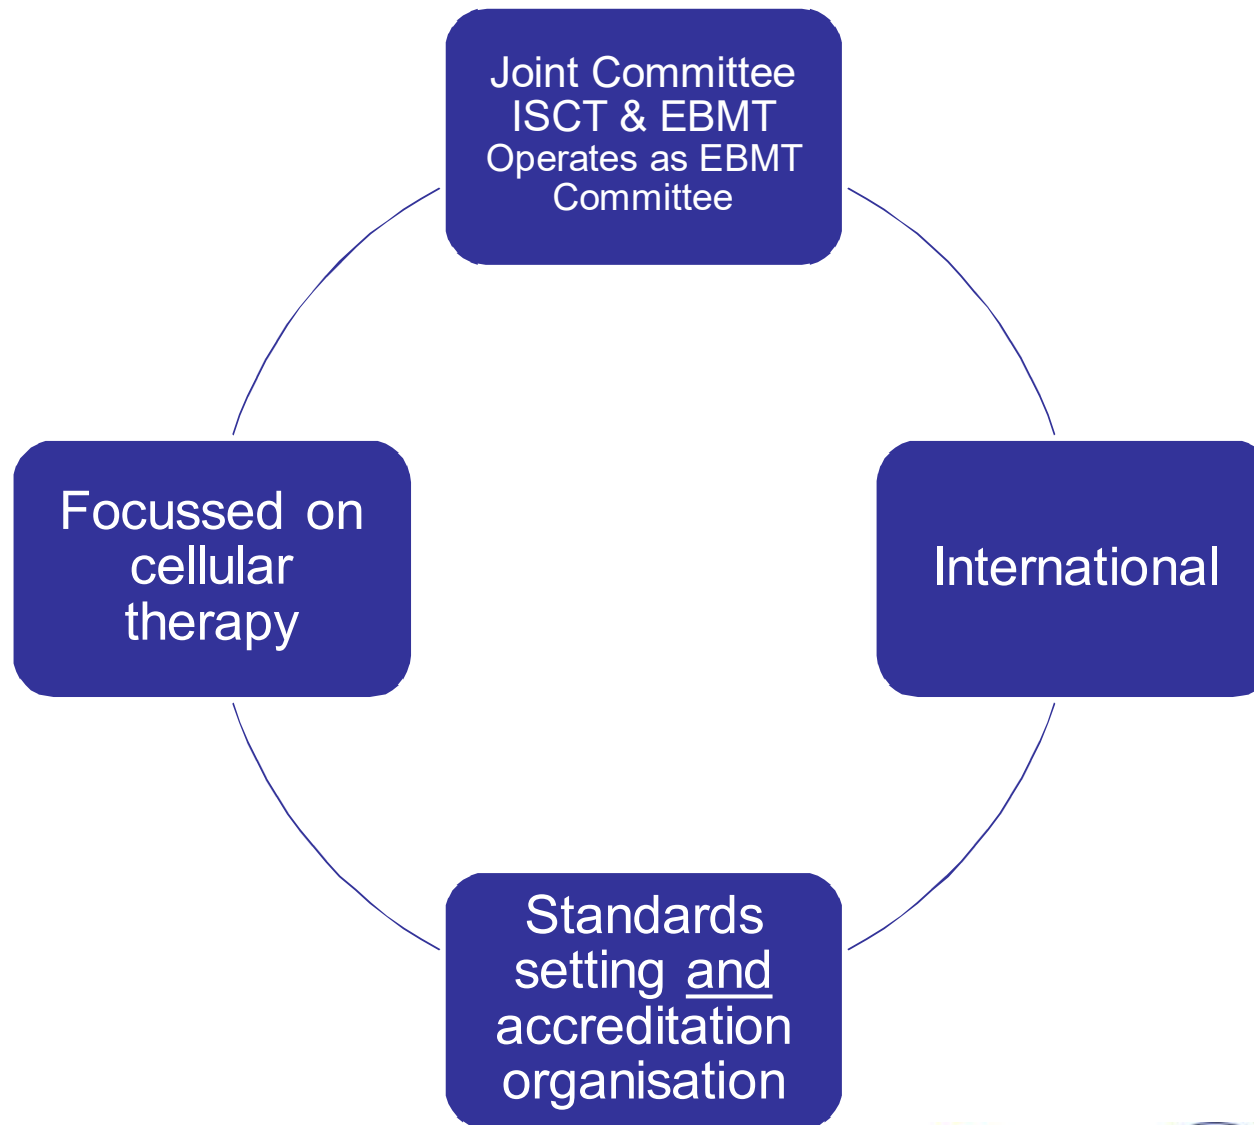 Joint Committee
ISCT & EBMT
Operates as EBMT
Committee
Focussed on
cellular
therapy
International
Standards
setting and
accreditation
organisation